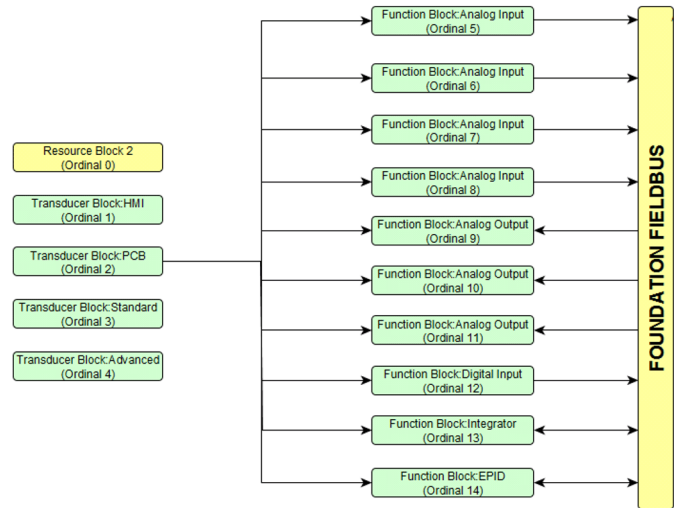 Resource Block 2
(Ordinal 0)
Transducer Block:HMI
(Ordinal 1)
Transducer Block:PCB
(Ordinal 2)
Transducer Block:Standard
(Ordinal 3)
Transducer Block:Advanced
(Ordinal 4)
Function Block:Analog Input
(Ordinal 5)
Function Block:Analog Input
(Ordinal 6)
Function Block:Analog Input
(Ordinal 7)
Function Block:Analog Input
(Ordinal 8)
Function Block:Analog Output
(Ordinal 9)
Function Block:Analog Output
(Ordinal 10)
Function Block:Analog Output
(Ordinal 11)
Function Block:Digital Input
(Ordinal 12)
Function Block:Integrator
(Ordinal 13)
Function Block:EPID
(Ordinal 14)
FOUNDATION FIELDBUS